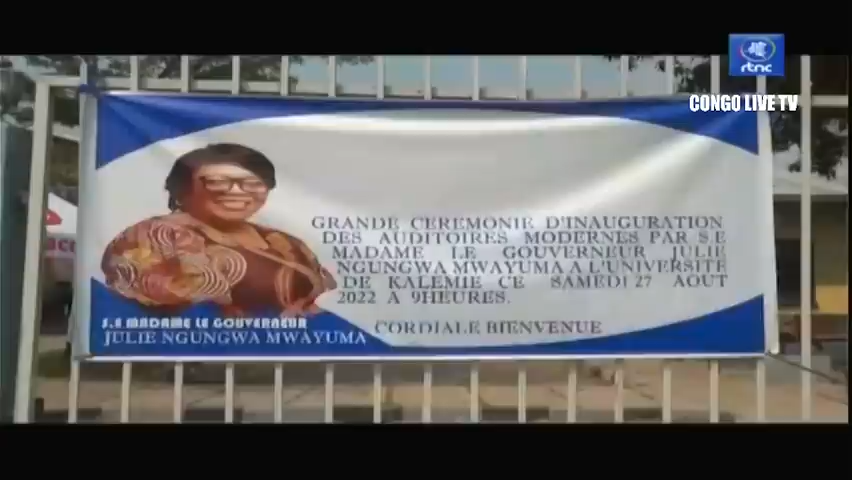 rtnc
CONGO LIVE TV
GRANDE CEREMONIE D'INAUGURATION
DES AUDITOIRES MODERNES PAR S.E
MADAME LE GOUVERNEUR JULIE
NGUNGWA MWAYUMA A L'UNIVERSITE
DE KALEMIE CE SAMEDI 27 AOUT
2022 A 9HEURES.
CORDIALE BIENVENUE
S.E MADAME LE GOUVERNEUR
JULIE NGUNGWA MWAYUMA